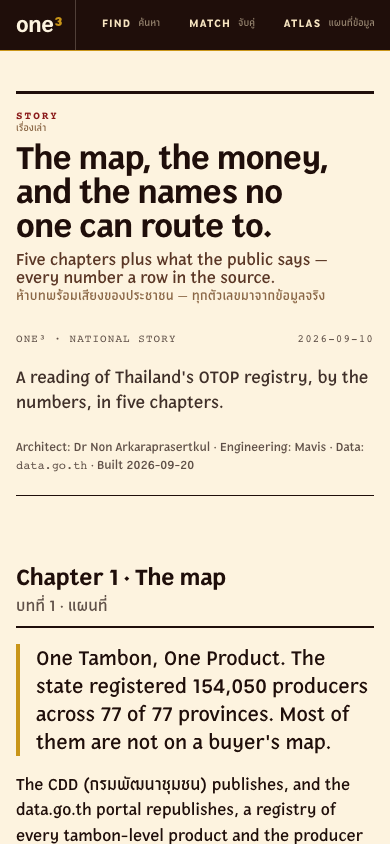 one³
FIND ค้นหา MATCH จับคู่ ATLAS แผนที่ข้อมูล
STORY
เรื่องเล่า
The map, the money,
and the names no
one can route to.
Five chapters plus what the public says —
every number a row in the source.
ห้าบทพร้อมเสียงของประชาชน — ทุกตัวเลขมาจากข้อมูลจริง
ONE³ · NATIONAL STORY 2026-09-10
A reading of Thailand's OTOP registry, by the
numbers, in five chapters.
Architect: Dr Non Arkaraprasertkul · Engineering: Mavis · Data:
data.go.th · Built 2026-09-20
Chapter 1 · The map
บทที่ 1 · แผนที่
One Tambon, One Product. The
state registered 154,050 producers
across 77 of 77 provinces. Most of
them are not on a buyer's map.
The CDD (กรมพัฒนาชุมชน) publishes, and the
data.go.th portal republishes, a registry of
every tambon-level product and the producer